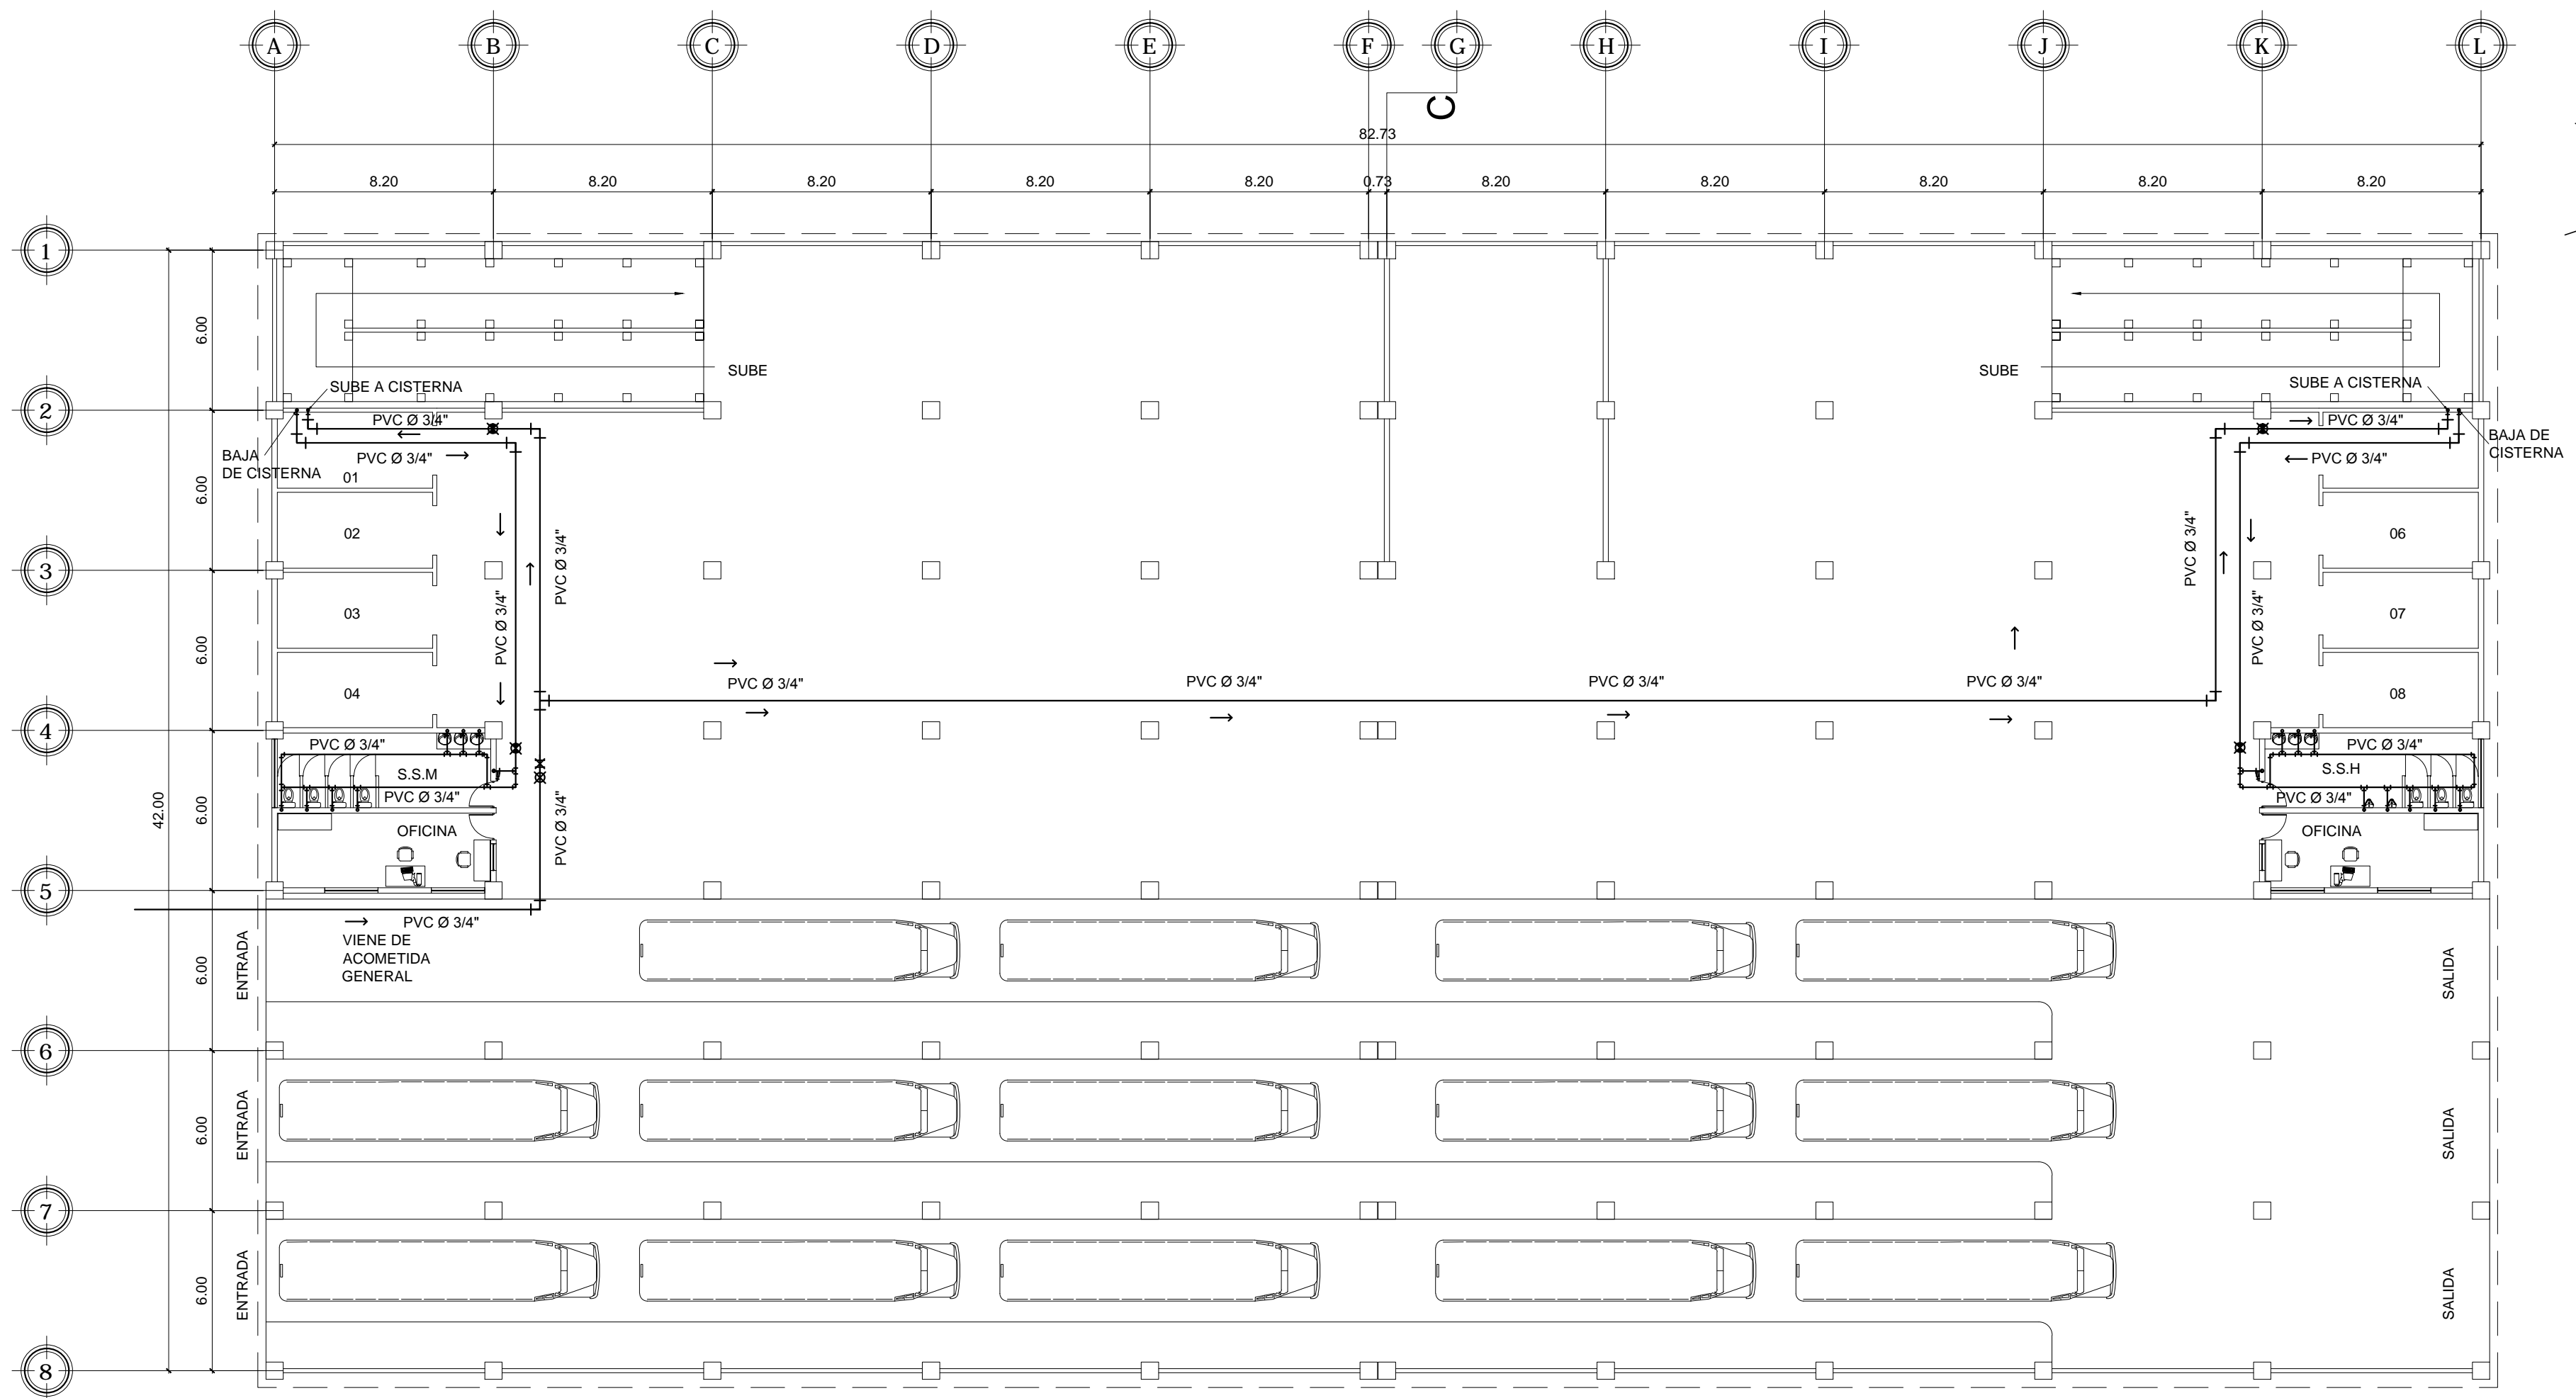 A B C D E F G H I J K L
C
82.73
8.20 8.20 8.20 8.20 8.20 0.73 8.20 8.20 8.20 8.20 8.20
1
6.00
SUBE
SUBE
SUBE A CISTERNA
SUBE A CISTERNA
2
PVC Ø 3/4"
PVC Ø 3/4"
BAJA
DE CISTERNA
PVC Ø 3/4"
PVC Ø 3/4"
BAJA DE
CISTERNA
01
6.00
02
06
PVC Ø 3/4"
PVC Ø 3/4"
3
03
07
PVC Ø 3/4"
PVC Ø 3/4"
6.00
PVC Ø 3/4"
PVC Ø 3/4"
PVC Ø 3/4"
PVC Ø 3/4"
04
08
4
PVC Ø 3/4"
PVC Ø 3/4"
S.S.M
S.S.H
PVC Ø 3/4"
PVC Ø 3/4"
42.00
6.00
PVC Ø 3/4"
OFICINA
OFICINA
5
PVC Ø 3/4"
VIENE DE
ACOMETIDA
GENERAL
ENTRADA
6.00
SALIDA
6
ENTRADA
6.00
SALIDA
7
ENTRADA
6.00
SALIDA
8